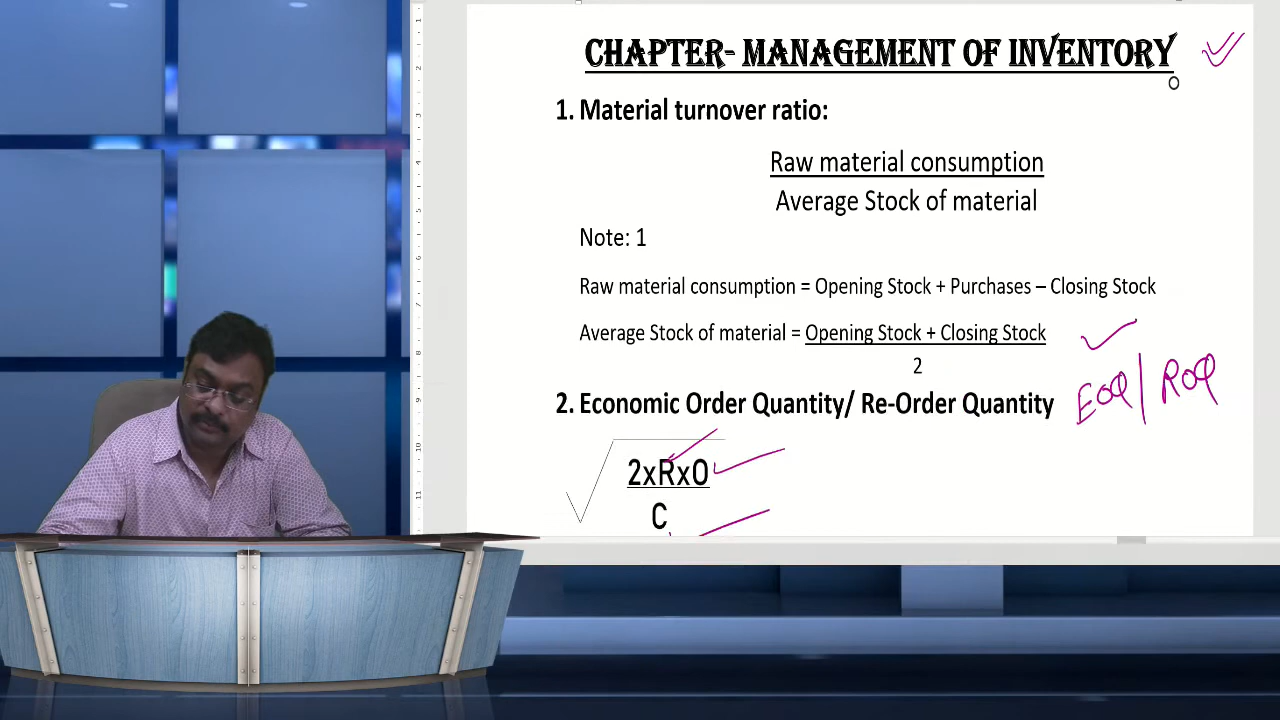 CHAPTER- MANAGEMENT OF INVENTORY
1. Material turnover ratio:
Raw material consumption
Average Stock of material
Note: 1
Raw material consumption = Opening Stock + Purchases – Closing Stock
Average Stock of material = Opening Stock + Closing Stock
2
2. Economic Order Quantity/ Re-Order Quantity
EOQ | ROQ
√
2xRxO
C